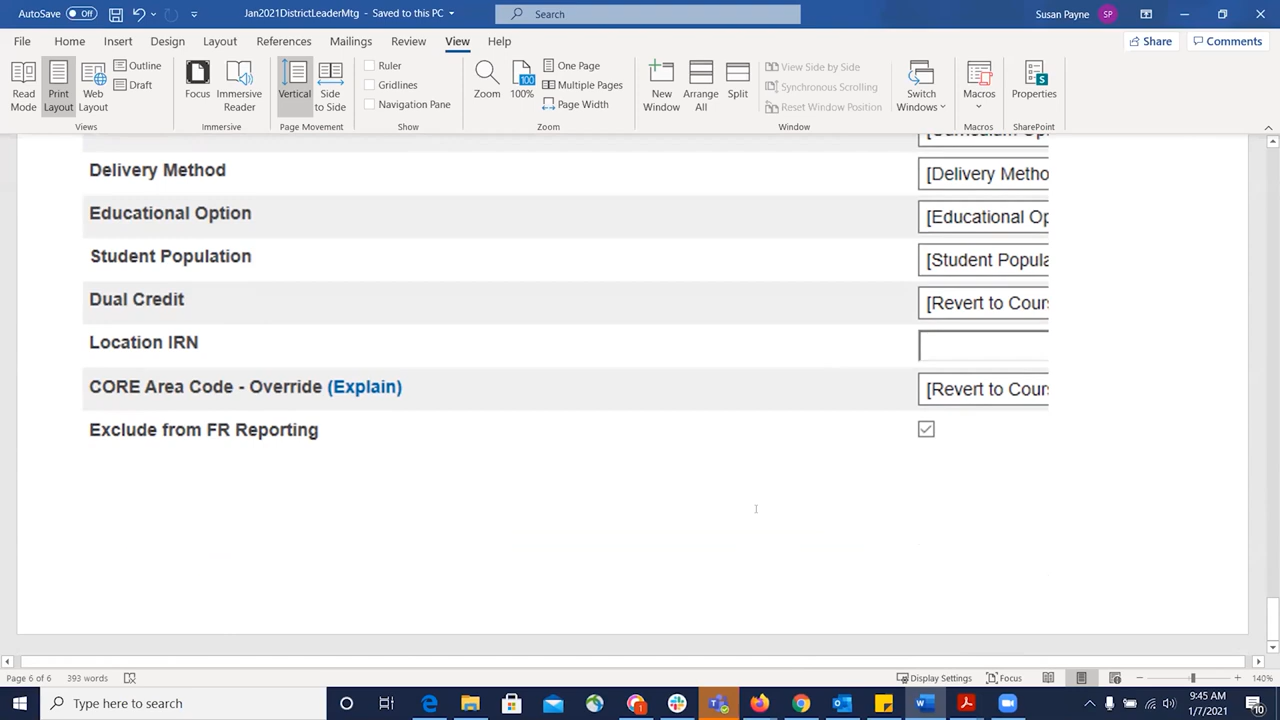 AutoSave Off Jan2021DistrictLeaderMtg - Saved to this PC Search Susan Payne SP
File Home Insert Design Layout References Mailings Review View Help Share Comments
Read Mode Print Layout Web Layout Outline Draft Views
Focus Immersive Reader Immersive
Vertical Side to Side Page Movement
Ruler Gridlines Navigation Pane Show
Zoom 100 100% One Page Multiple Pages Page Width Zoom
New Window Arrange All Split View Side by Side Synchronous Scrolling Reset Window Position Switch Windows Window
Macros Macros
Properties SharePoint
Delivery Method [Delivery Metho
Educational Option [Educational Op
Student Population [Student Popula
Dual Credit [Revert to Cours
Location IRN
CORE Area Code - Override (Explain) [Revert to Cours
Exclude from FR Reporting
Page 6 of 6 393 words Display Settings Focus 140%
Type here to search 9:45 AM
1/7/2021